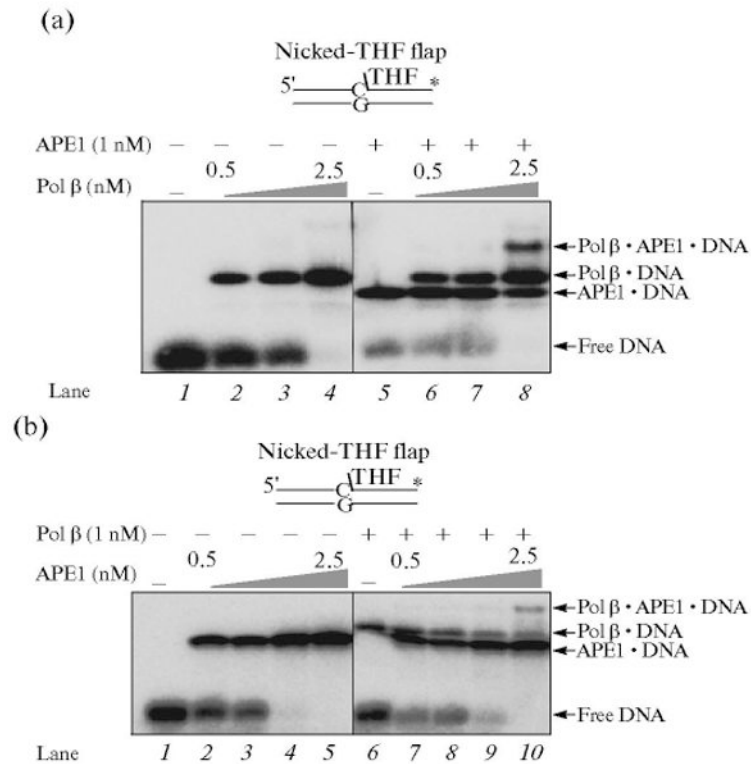 (a)
Nicked-THF flap
5' THF *
C
G
APE1 (1 nM) – – – – + + + +
0.5 2.5 0.5 2.5
Pol β (nM) – –
Pol β · APE1 · DNA
Pol β · DNA
APE1 · DNA
Free DNA
Lane 1 2 3 4 5 6 7 8
(b)
Nicked-THF flap
5' THF *
C
G
Pol β (1 nM) – – – – – + + + + +
0.5 2.5 0.5 2.5
APE1 (nM) – –
Pol β · APE1 · DNA
Pol β · DNA
APE1 · DNA
Free DNA
Lane 1 2 3 4 5 6 7 8 9 10